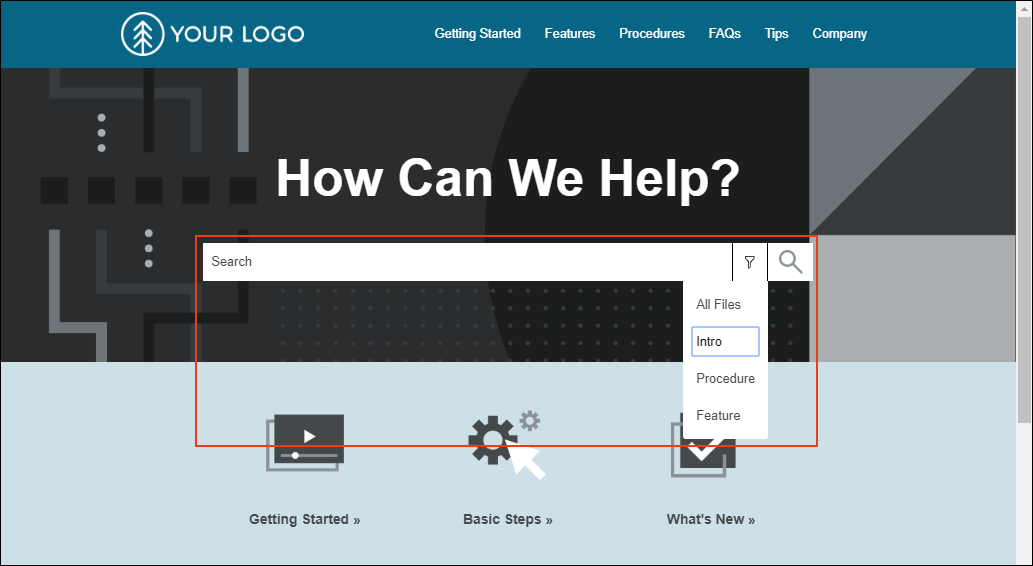 YOUR LOGO
Getting Started Features Procedures FAQs Tips Company
How Can We Help?
Search
All Files
Intro
Procedure
Feature
Getting Started » Basic Steps » What's New »